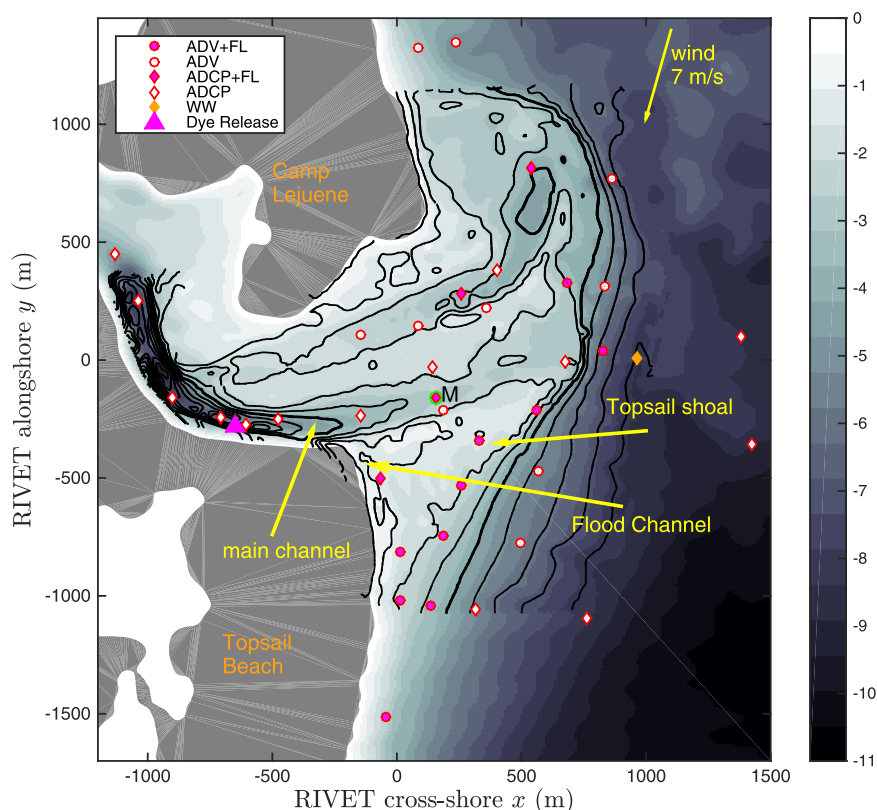 ADV+FL
ADV
ADCP+FL
ADCP
WW
Dye Release
wind
7 m/s
Camp
Lejuene
M
Topsail shoal
Flood Channel
main channel
Topsail
Beach
1000
500
0
-500
-1000
-1500
RIVET alongshore y (m)
-1000
-500
0
500
1000
1500
RIVET cross-shore x (m)
0
-1
-2
-3
-4
-5
-6
-7
-8
-9
-10
-11